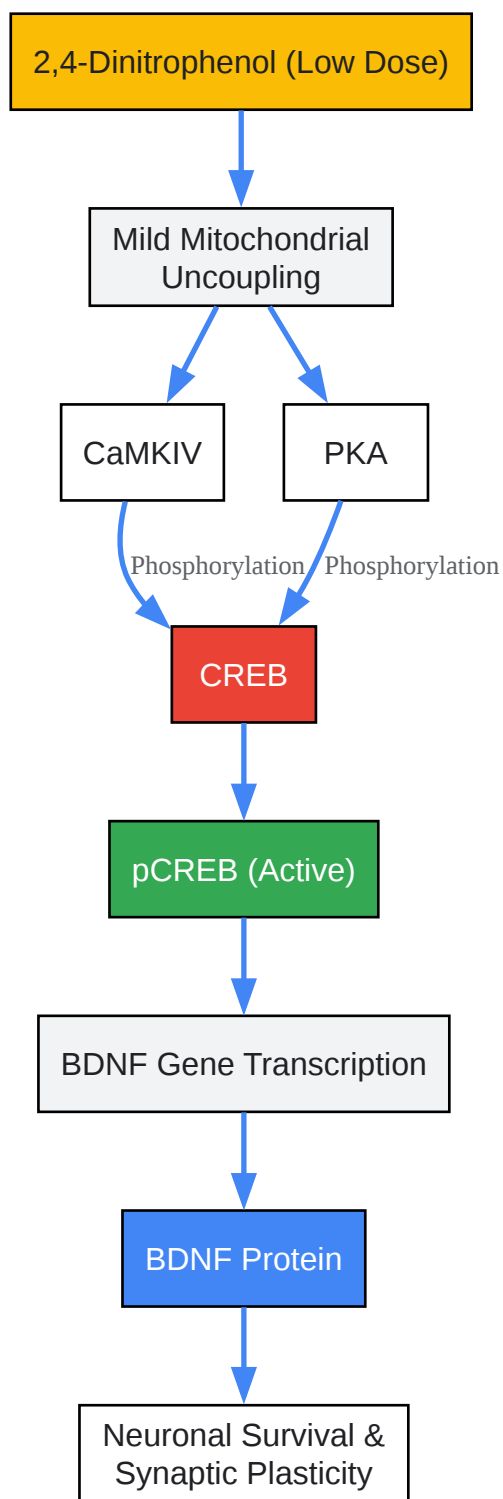 2,4-Dinitrophenol (Low Dose)
Mild Mitochondrial
Uncoupling
CaMKIV
PKA
Phosphorylation
Phosphorylation
CREB
pCREB (Active)
BDNF Gene Transcription
BDNF Protein
Neuronal Survival &
Synaptic Plasticity